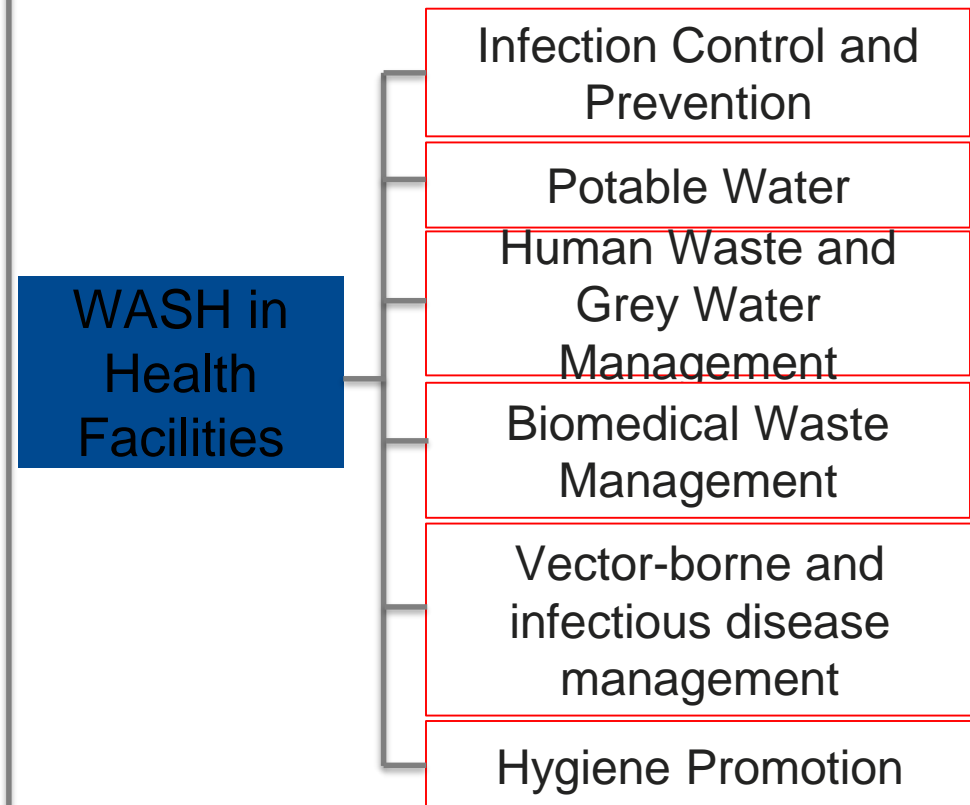 Infection Control and
Prevention
Potable Water
Human Waste and
Grey Water
Management
WASH in
Health
Facilities
Biomedical Waste
Management
Vector-borne and
infectious disease
management
Hygiene Promotion